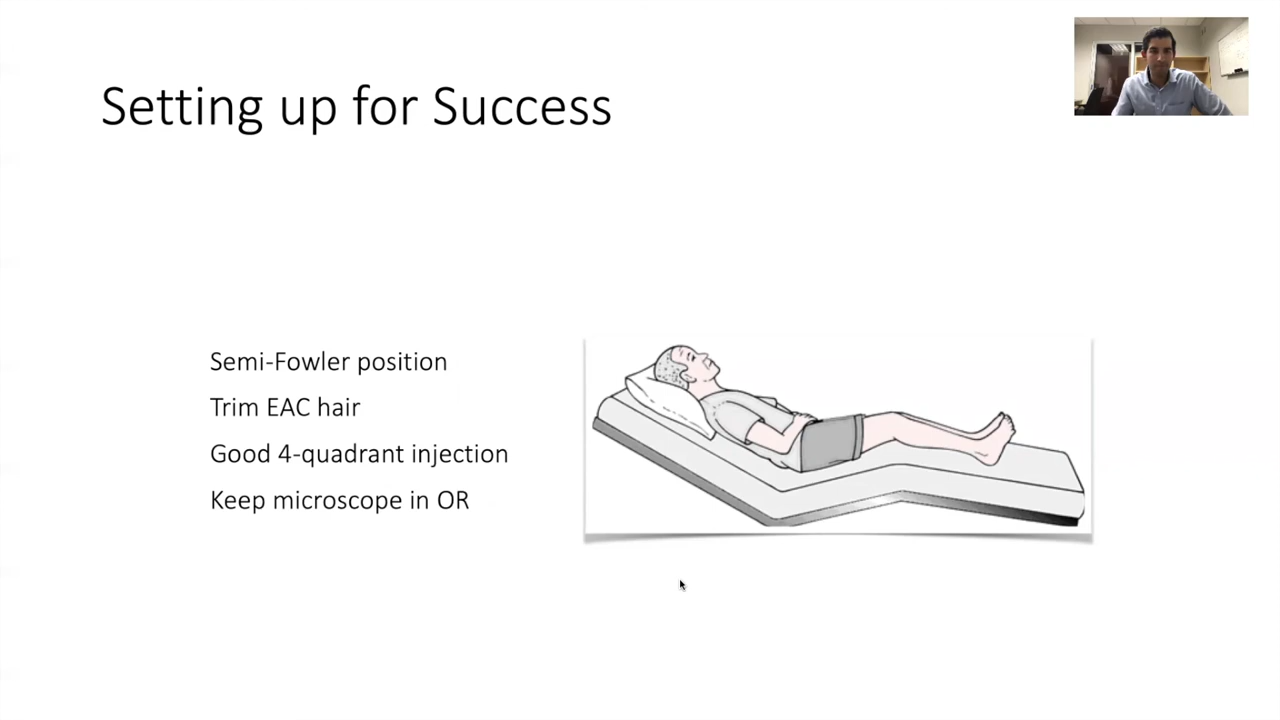 Setting up for Success
Semi-Fowler position
Trim EAC hair
Good 4-quadrant injection
Keep microscope in OR